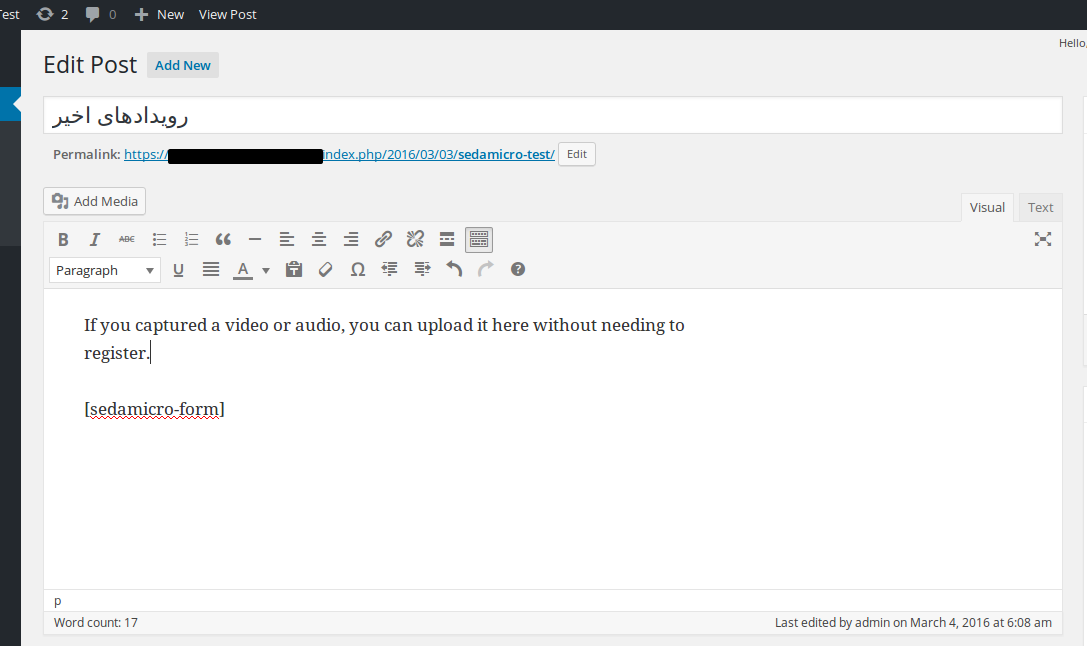 Test 2 0 New View Post
Hello,
Edit Post Add New
رویدادهای اخیر
Permalink: https://index.php/2016/03/03/sedamicro-test/ Edit
Add Media
Visual Text
B I ABC
Paragraph U A Ω ?
If you captured a video or audio, you can upload it here without needing to
register.
[sedamicro-form]
p
Word count: 17 Last edited by admin on March 4, 2016 at 6:08 am